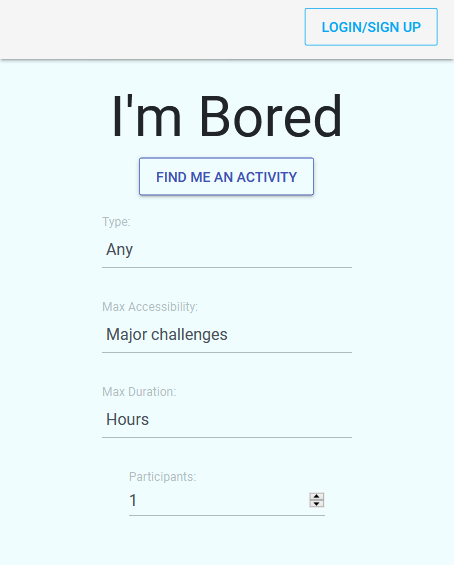 LOGIN/SIGN UP
I'm Bored
FIND ME AN ACTIVITY
Type:
Any
Max Accessibility:
Major challenges
Max Duration:
Hours
Participants:
1